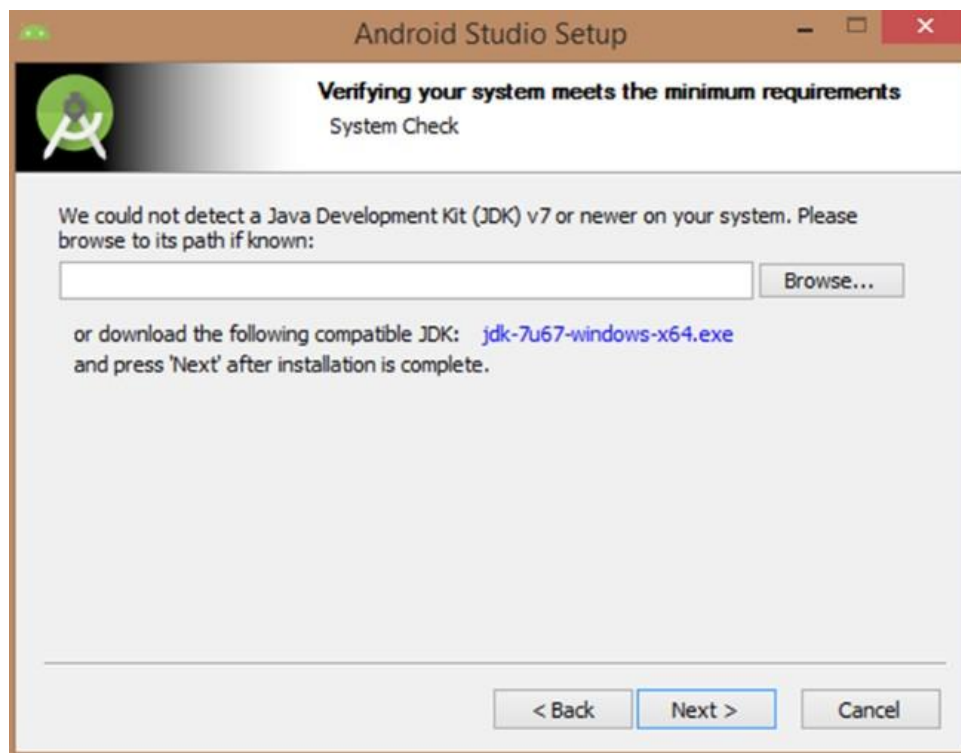 Android Studio Setup
Verifying your system meets the minimum requirements
System Check
We could not detect a Java Development Kit (JDK) v7 or newer on your system. Please
browse to its path if known:
Browse...
or download the following compatible JDK: jdk-7u67-windows-x64.exe
and press 'Next' after installation is complete.
< Back Next > Cancel